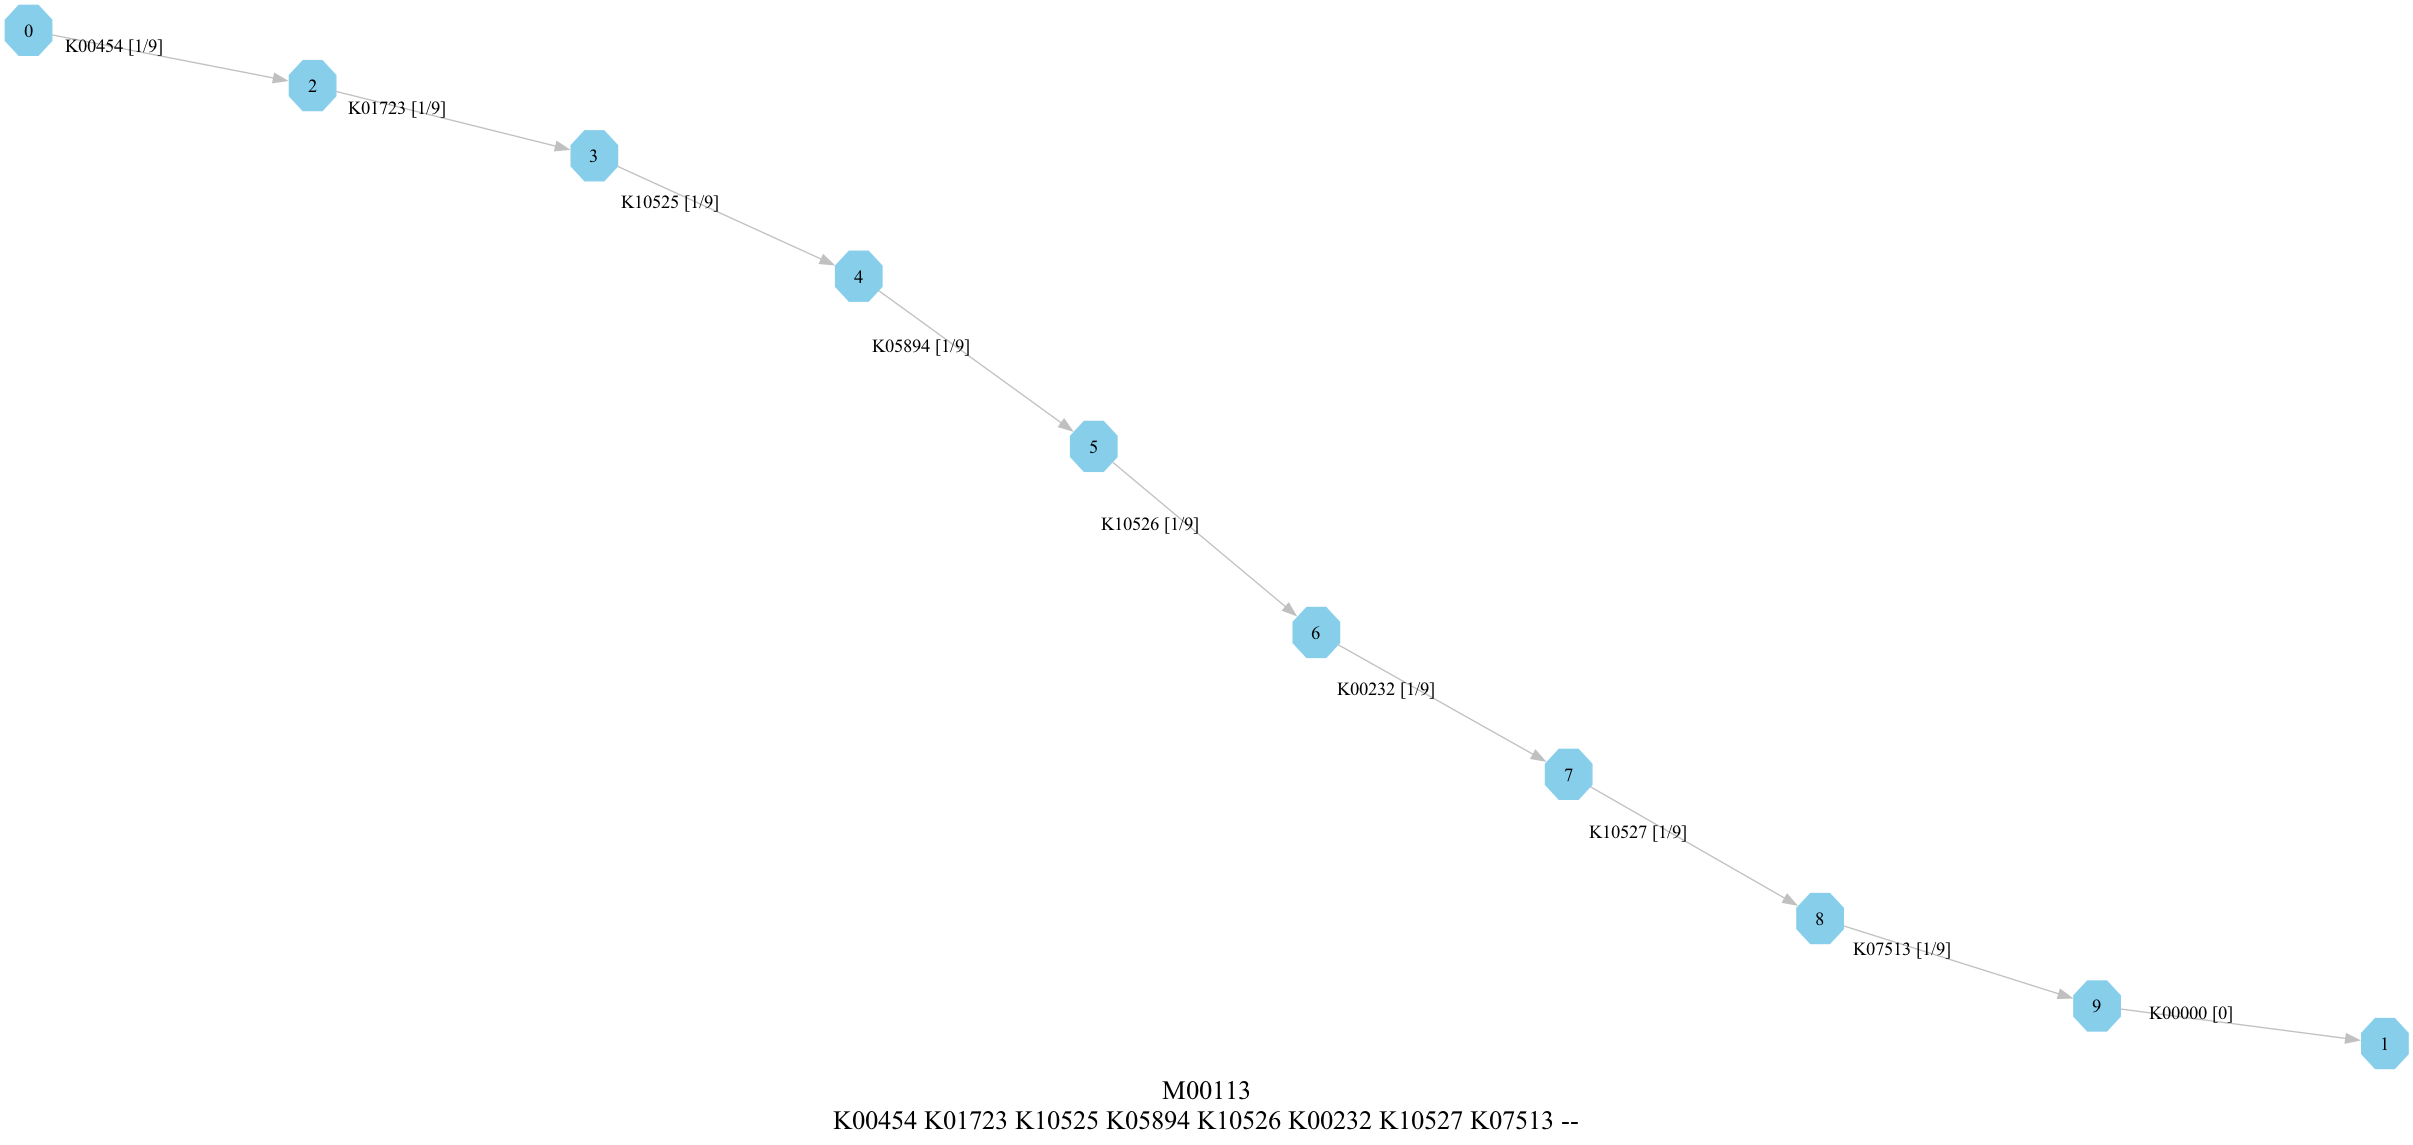 0
K00454 [1/9]
2
K01723 [1/9]
3
K10525 [1/9]
4
K05894 [1/9]
5
K10526 [1/9]
6
K00232 [1/9]
7
K10527 [1/9]
8
K07513 [1/9]
9
K00000 [0]
1
M00113
K00454 K01723 K10525 K05894 K10526 K00232 K10527 K07513 --